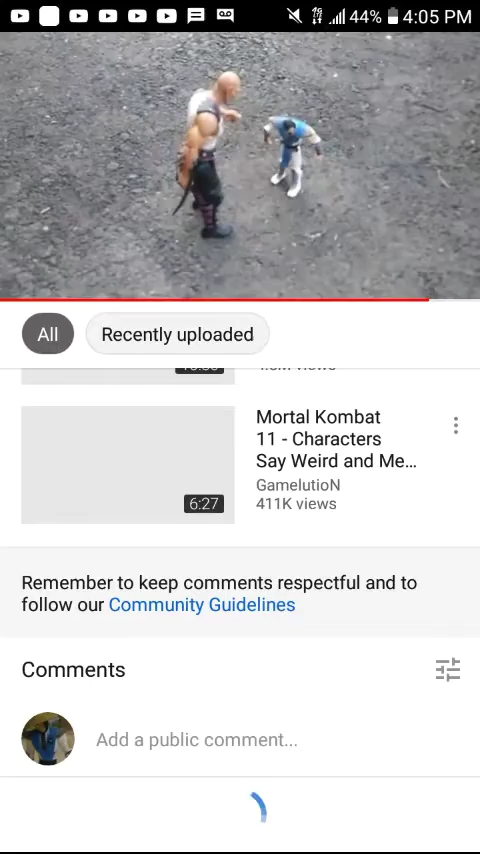 44% 4:05 PM
All
Recently uploaded
Mortal Kombat
11 - Characters
Say Weird and Me...
GamelutioN
6:27
411K views
Remember to keep comments respectful and to
follow our Community Guidelines
Comments
Add a public comment...